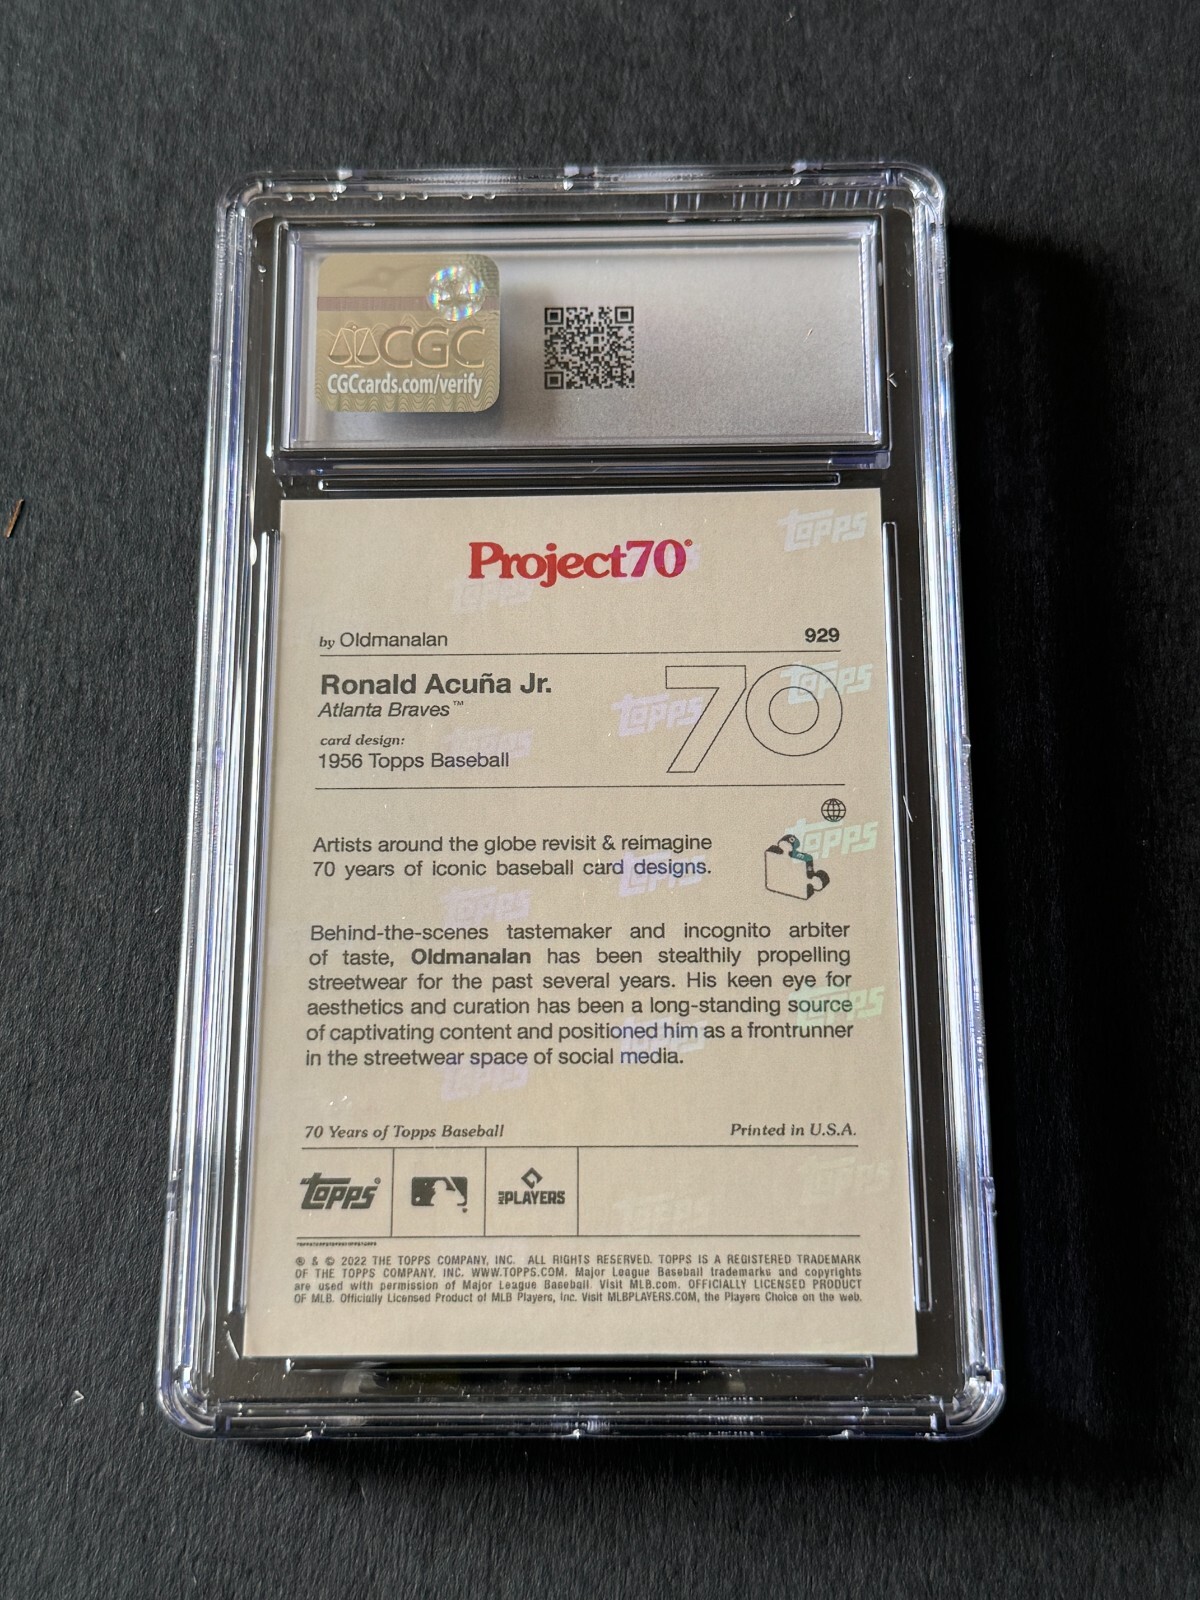 CGC
CGCcards.com/verify
Project70®
by Oldmanalan
929
Ronald Acuña Jr.
Atlanta Braves™
card design:
1956 Topps Baseball
70
Artists around the globe revisit & reimagine
70 years of iconic baseball card designs.
Behind-the-scenes tastemaker and incognito arbiter
of taste, Oldmanalan has been stealthily propelling
streetwear for the past several years. His keen eye for
aesthetics and curation has been a long-standing source
of captivating content and positioned him as a frontrunner
in the streetwear space of social media.
70 Years of Topps Baseball
Printed in U.S.A.
Topps®
MLB PLAYERS
® & © 2022 THE TOPPS COMPANY, INC. ALL RIGHTS RESERVED. TOPPS IS A REGISTERED TRADEMARK
OF THE TOPPS COMPANY, INC. WWW.TOPPS.COM. Major League Baseball trademarks and copyrights
are used with permission of Major League Baseball. Visit MLB.com. OFFICIALLY LICENSED PRODUCT
OF MLB. Officially Licensed Product of MLB Players, Inc. Visit MLBPLAYERS.COM, the Players Choice on the web.